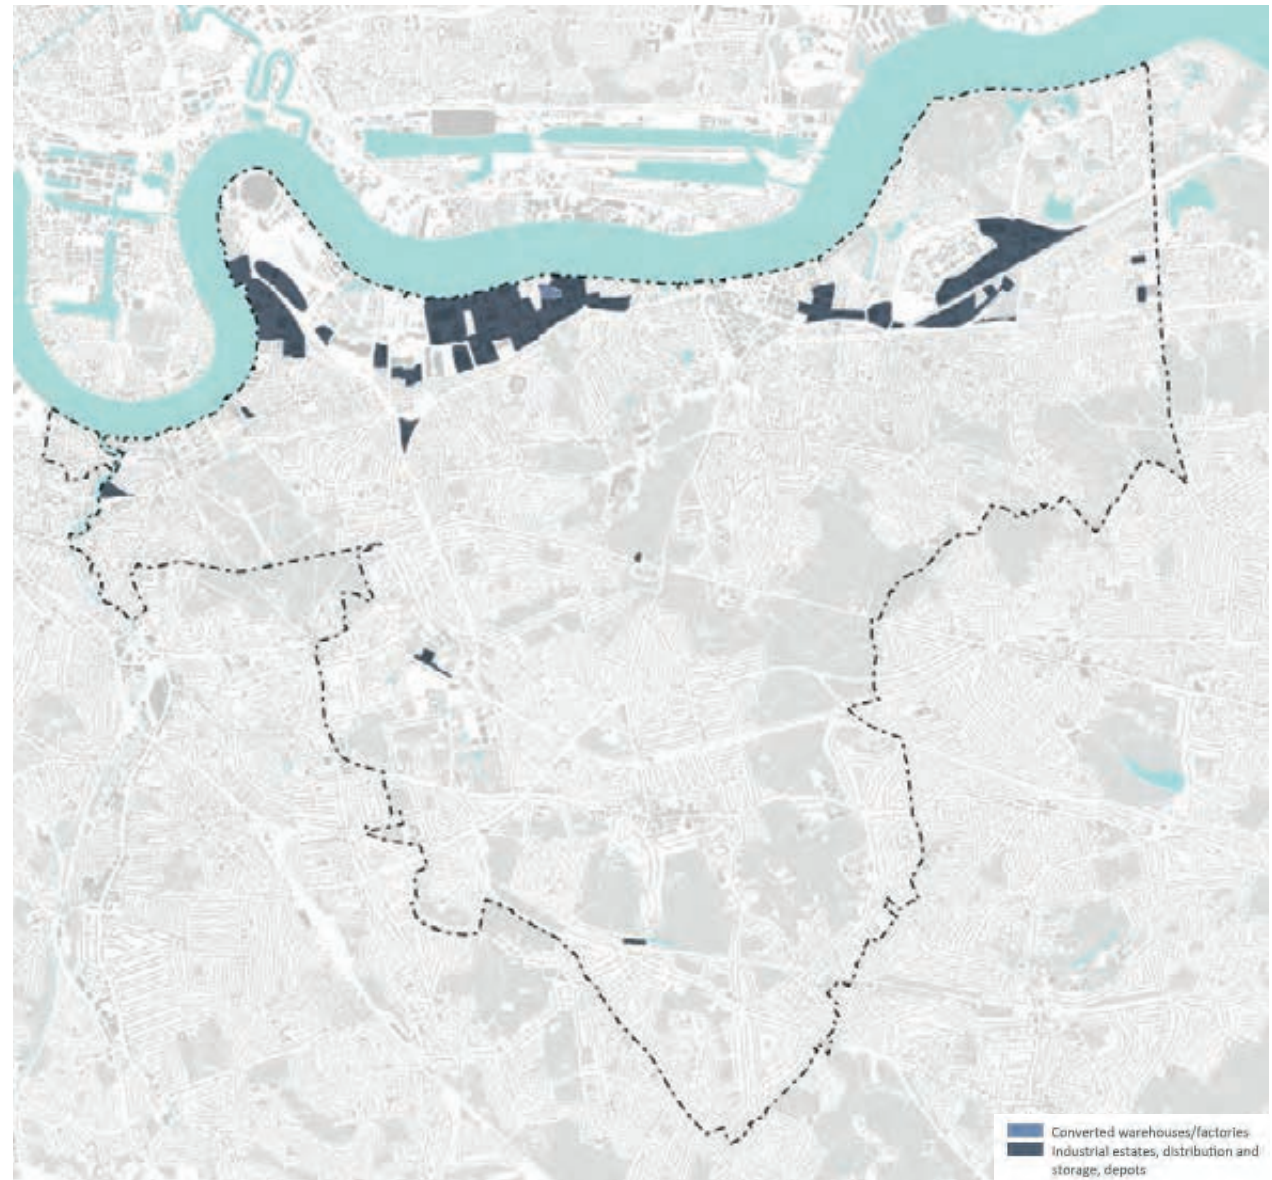 Converted warehouses/factories
Industrial estates, distribution and
storage, depots